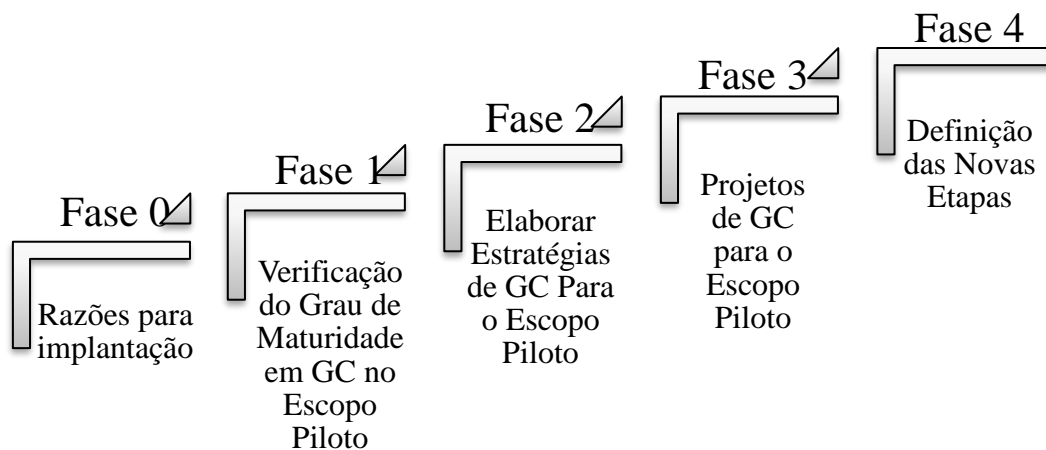 Fase 0
Razões para
implantação
Fase 1
Verificação
do Grau de
Maturidade
em GC no
Escopo
Piloto
Fase 2
Elaborar
Estratégias
de GC Para
o Escopo
Piloto
Fase 3
Projetos
de GC
para o
Escopo
Piloto
Fase 4
Definição
das Novas
Etapas